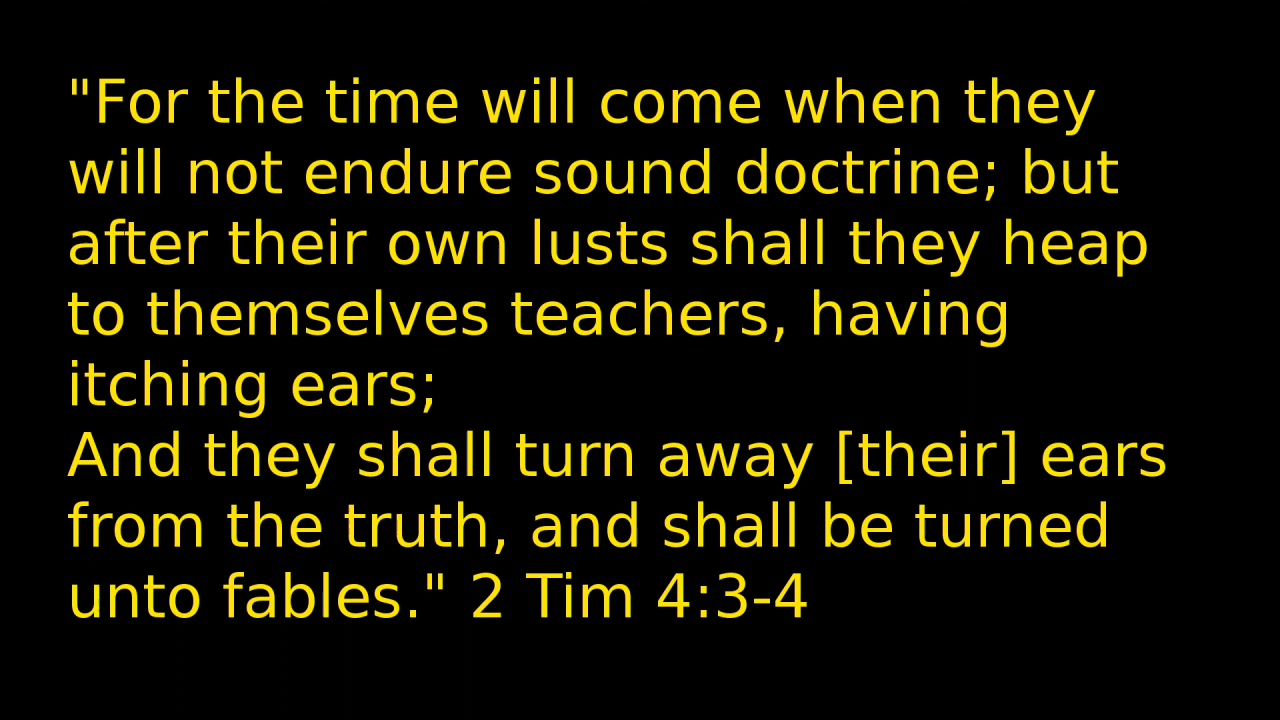 "For the time will come when they
will not endure sound doctrine; but
after their own lusts shall they heap
to themselves teachers, having
itching ears;
And they shall turn away [their] ears
from the truth, and shall be turned
unto fables." 2 Tim 4:3-4